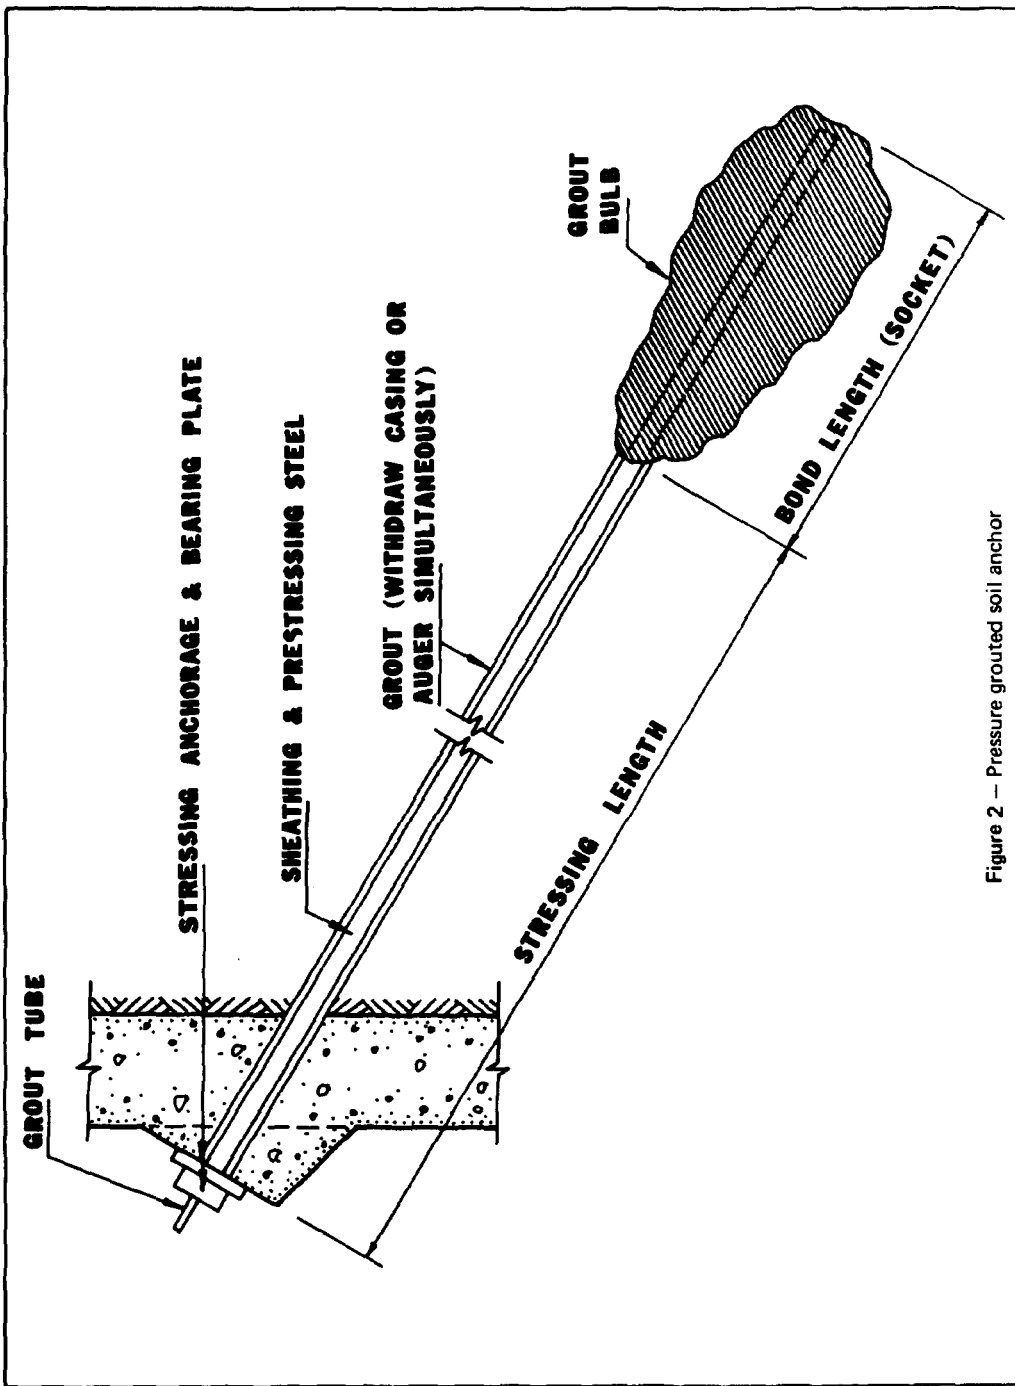 GROUT TUBE
STRESSING ANCHORAGE & BEARING PLATE
SHEATHING & PRESTRESSING STEEL
GROUT (WITHDRAW CASING OR
AUGER SIMULTANEOUSLY)
GROUT
BULB
STRESSING LENGTH
BOND LENGTH (SOCKET)
Figure 2 — Pressure grouted soil anchor